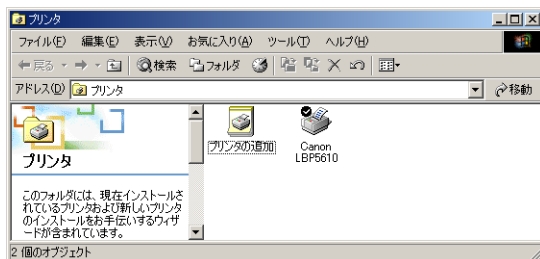 プリンタ
ファイル(F) 編集(E) 表示(V) お気に入り(A) ツール(T) ヘルプ(H)
戻る 検索 フォルダ
アドレス(D) プリンタ 移動
プリンタ
このフォルダには、現在インストールさ
れているプリンタおよび新しいプリンタ
のインストールをお手伝いするウィザ
ードが含まれています。
プリンタの追加
Canon
LBP5610
2 個のオブジェクト